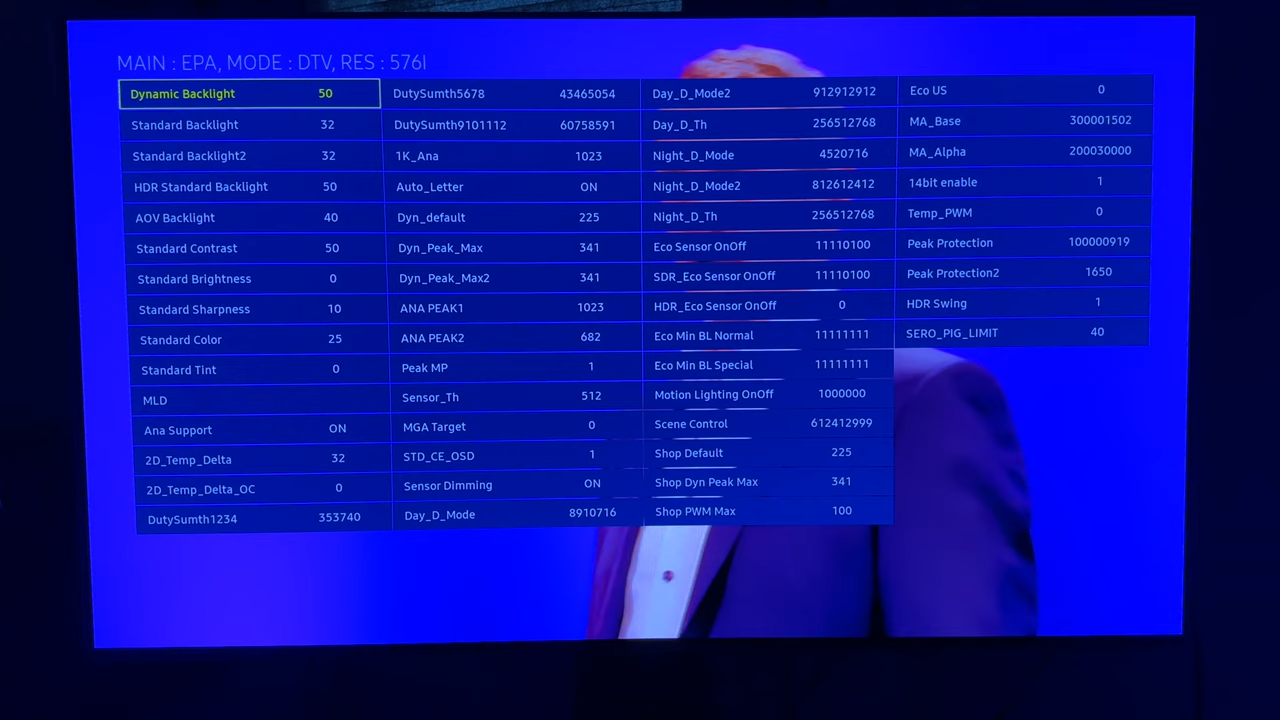 MAIN : EPA, MODE : DTV, RES : 576I
Dynamic Backlight 50
Standard Backlight 32
Standard Backlight2 32
HDR Standard Backlight 50
AOV Backlight 40
Standard Contrast 50
Standard Brightness 0
Standard Sharpness 10
Standard Color 25
Standard Tint 0
MLD
Ana Support ON
2D_Temp_Delta 32
2D_Temp_Delta_OC 0
DutySumth1234 353740
DutySumth5678 43465054
DutySumth9101112 60758591
1K_Ana 1023
Auto_Letter ON
Dyn_default 225
Dyn_Peak_Max 341
Dyn_Peak_Max2 341
ANA PEAK1 1023
ANA PEAK2 682
Peak MP 1
Sensor_Th 512
MGA Target 0
STD_CE_OSD 1
Sensor Dimming ON
Day_D_Mode 8910716
Day_D_Mode2 912912912
Day_D_Th 256512768
Night_D_Mode 4520716
Night_D_Mode2 812612412
Night_D_Th 256512768
Eco Sensor OnOff 11110100
SDR_Eco Sensor OnOff 11110100
HDR_Eco Sensor OnOff 0
Eco Min BL Normal 11111111
Eco Min BL Special 11111111
Motion Lighting OnOff 1000000
Scene Control 612412999
Shop Default 225
Shop Dyn Peak Max 341
Shop PWM Max 100
Eco US 0
MA_Base 300001502
MA_Alpha 200030000
14bit enable 1
Temp_PWM 0
Peak Protection 100000919
Peak Protection2 1650
HDR Swing 1
SERO_PIG_LIMIT 40